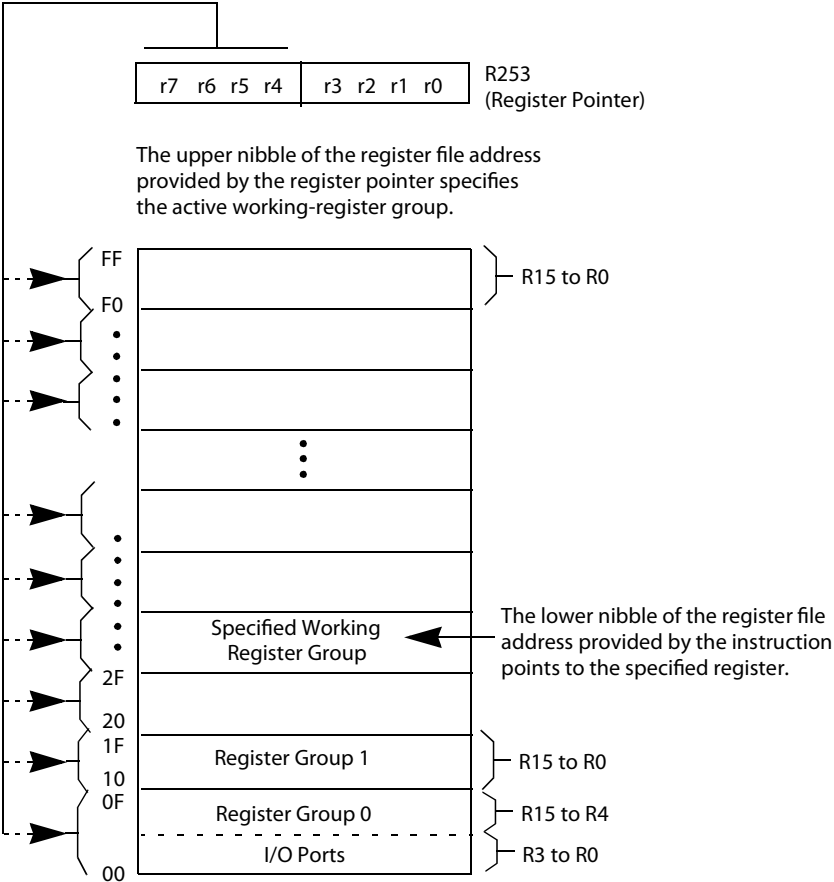 r7 r6 r5 r4 r3 r2 r1 r0
R253
(Register Pointer)
The upper nibble of the register file address
provided by the register pointer specifies
the active working-register group.
FF
R15 to R0
F0
Specified Working
Register Group
The lower nibble of the register file
address provided by the instruction
points to the specified register.
2F
20
1F
Register Group 1
R15 to R0
10
0F
Register Group 0
R15 to R4
I/O Ports
R3 to R0
00